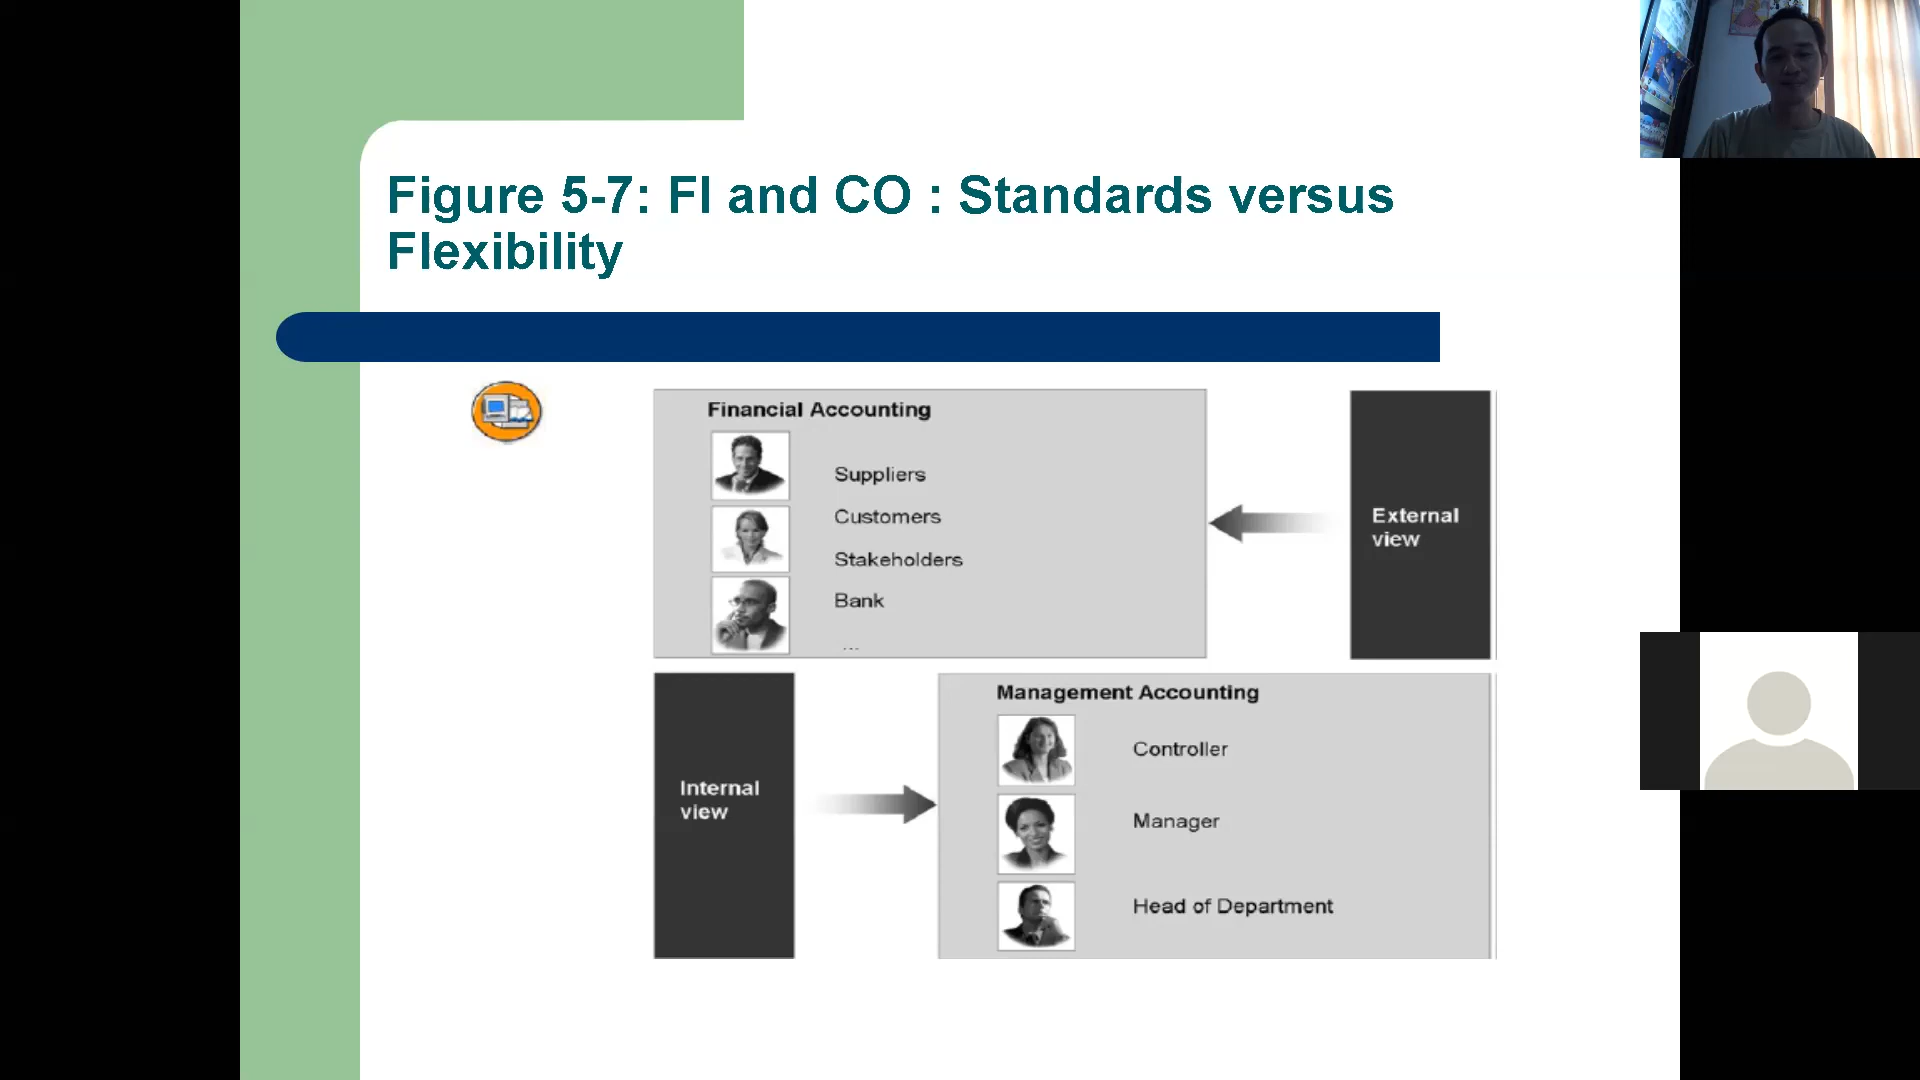 Figure 5-7: FI and CO : Standards versus
Flexibility
Financial Accounting
Suppliers
Customers
Stakeholders
Bank
...
External
view
Internal
view
Management Accounting
Controller
Manager
Head of Department